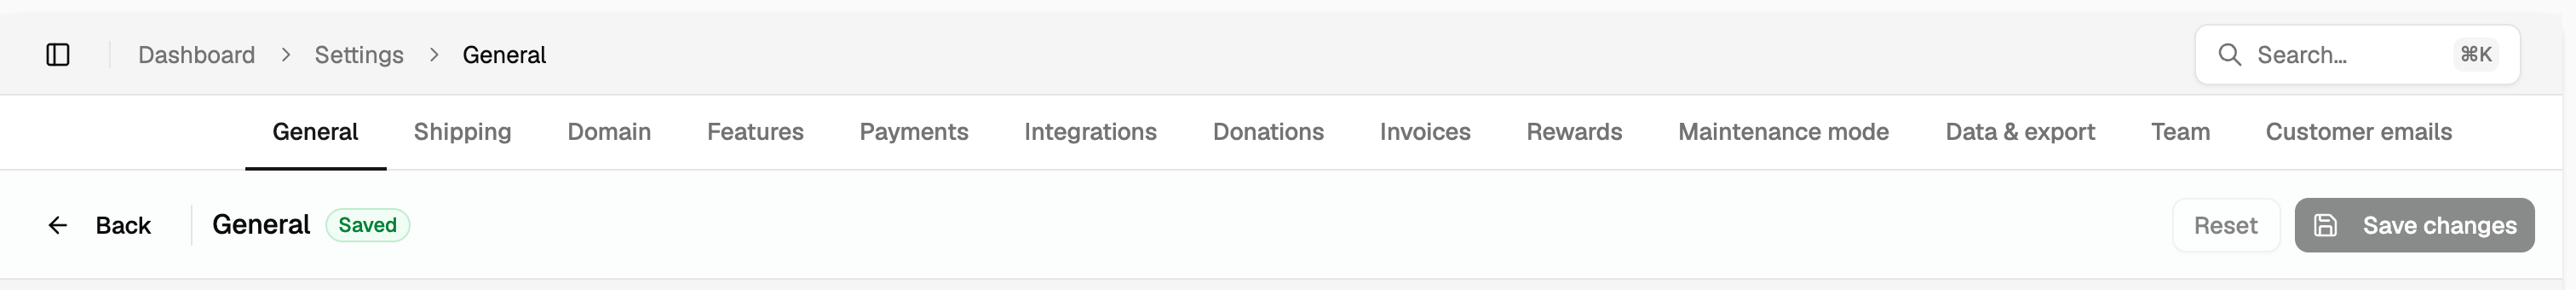 Dashboard > Settings > General Search... ⌘K
General Shipping Domain Features Payments Integrations Donations Invoices Rewards Maintenance mode Data & export Team Customer emails
Back General Saved Reset Save changes